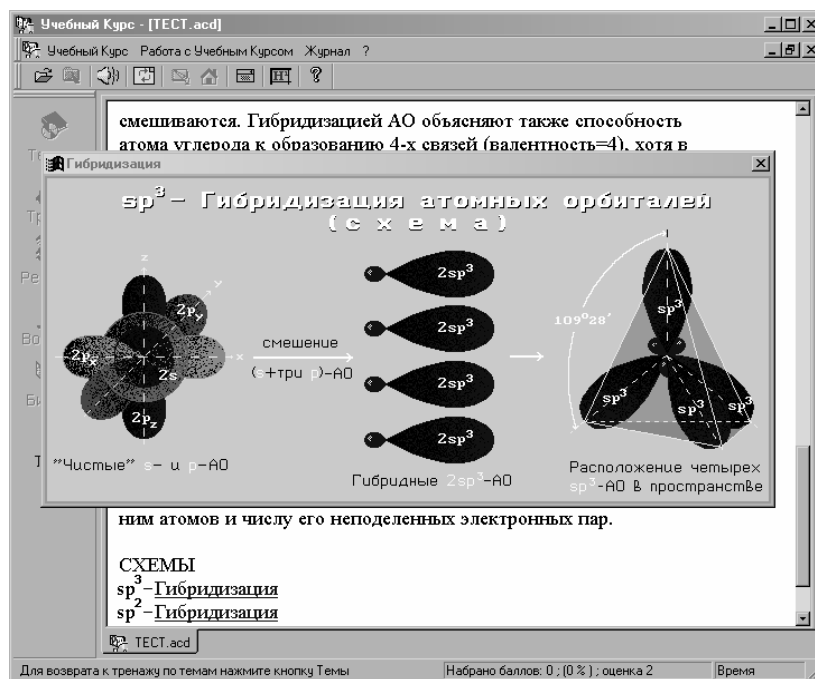 Учебный Курс - [ТЕСТ.acd]
Учебный Курс Работа с Учебным Курсом Журнал ?
смешиваются. Гибридизацией АО объясняют также способность
атома углерода к образованию 4-х связей (валентность=4), хотя в
Гибридизация
sp³- Гибридизация атомных орбиталей
(схема)
z
y
x
2py
2px
2s
2pz
смешение
(s+три p)-АО
2sp³
2sp³
2sp³
2sp³
109°28'
sp³
sp³
sp³
sp³
"Чистые" s- и p-АО
Гибридные 2sp³-АО
Расположение четырех
sp³-АО в пространстве
ним атомов и числу его неподеленных электронных пар.
СХЕМЫ
sp³-Гибридизация
sp²-Гибридизация
ТЕСТ.acd
Для возврата к тренажу по темам нажмите кнопку Темы
Набрано баллов: 0 ; (0 %) ; оценка 2
Время